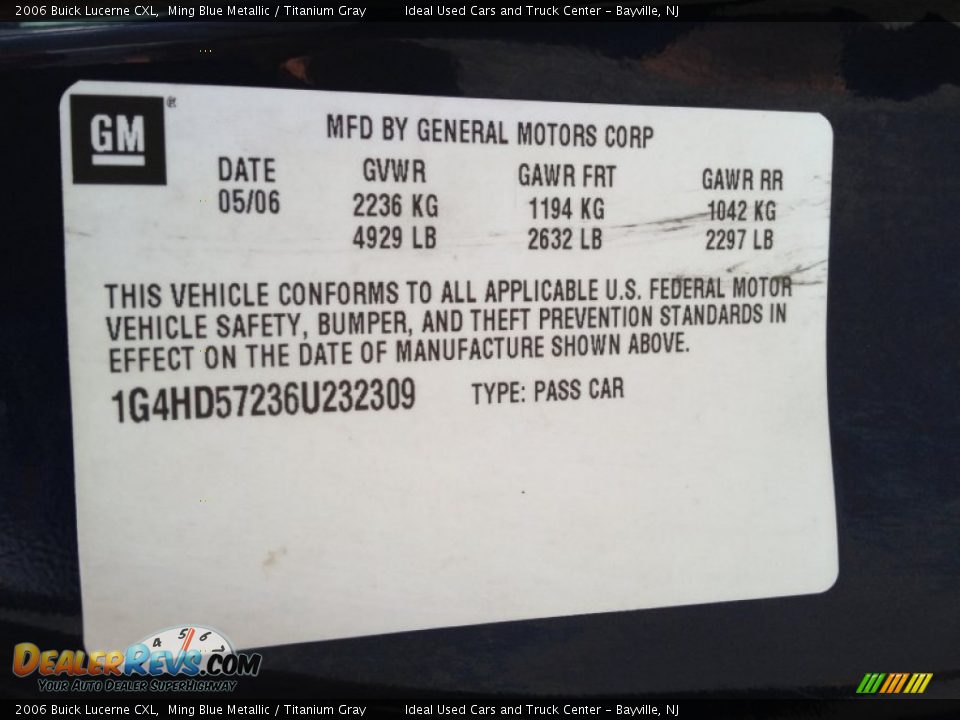 2006 Buick Lucerne CXL, Ming Blue Metallic / Titanium Gray Ideal Used Cars and Truck Center - Bayville, NJ
GM ®
MFD BY GENERAL MOTORS CORP
DATE GVWR GAWR FRT GAWR RR
05/06 2236 KG 1194 KG 1042 KG
4929 LB 2632 LB 2297 LB
THIS VEHICLE CONFORMS TO ALL APPLICABLE U.S. FEDERAL MOTOR
VEHICLE SAFETY, BUMPER, AND THEFT PREVENTION STANDARDS IN
EFFECT ON THE DATE OF MANUFACTURE SHOWN ABOVE.
1G4HD57236U232309 TYPE: PASS CAR
4 5 6 7
DealerRevs.com
Your Auto Dealer SuperHighway
2006 Buick Lucerne CXL, Ming Blue Metallic / Titanium Gray Ideal Used Cars and Truck Center - Bayville, NJ